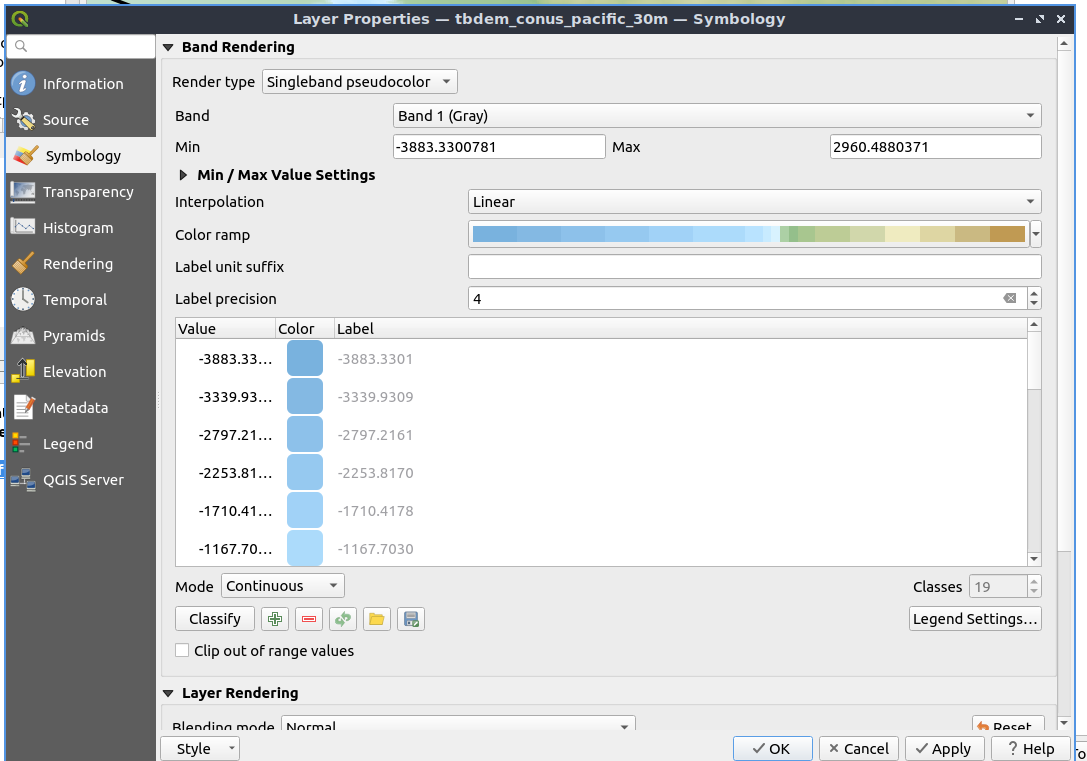 Layer Properties — tbdem_conus_pacific_30m — Symbology
Information
Source
Symbology
Transparency
Histogram
Rendering
Temporal
Pyramids
Elevation
Metadata
Legend
QGIS Server
Band Rendering
Render type Singleband pseudocolor
Band Band 1 (Gray)
Min -3883.3300781 Max 2960.4880371
Min / Max Value Settings
Interpolation Linear
Color ramp
Label unit suffix
Label precision 4
Value Color Label
-3883.33... -3883.3301
-3339.93... -3339.9309
-2797.21... -2797.2161
-2253.81... -2253.8170
-1710.41... -1710.4178
-1167.70... -1167.7030
Mode Continuous Classes 19
Classify Legend Settings...
Clip out of range values
Layer Rendering
Blending mode Normal Reset
Style OK Cancel Apply Help